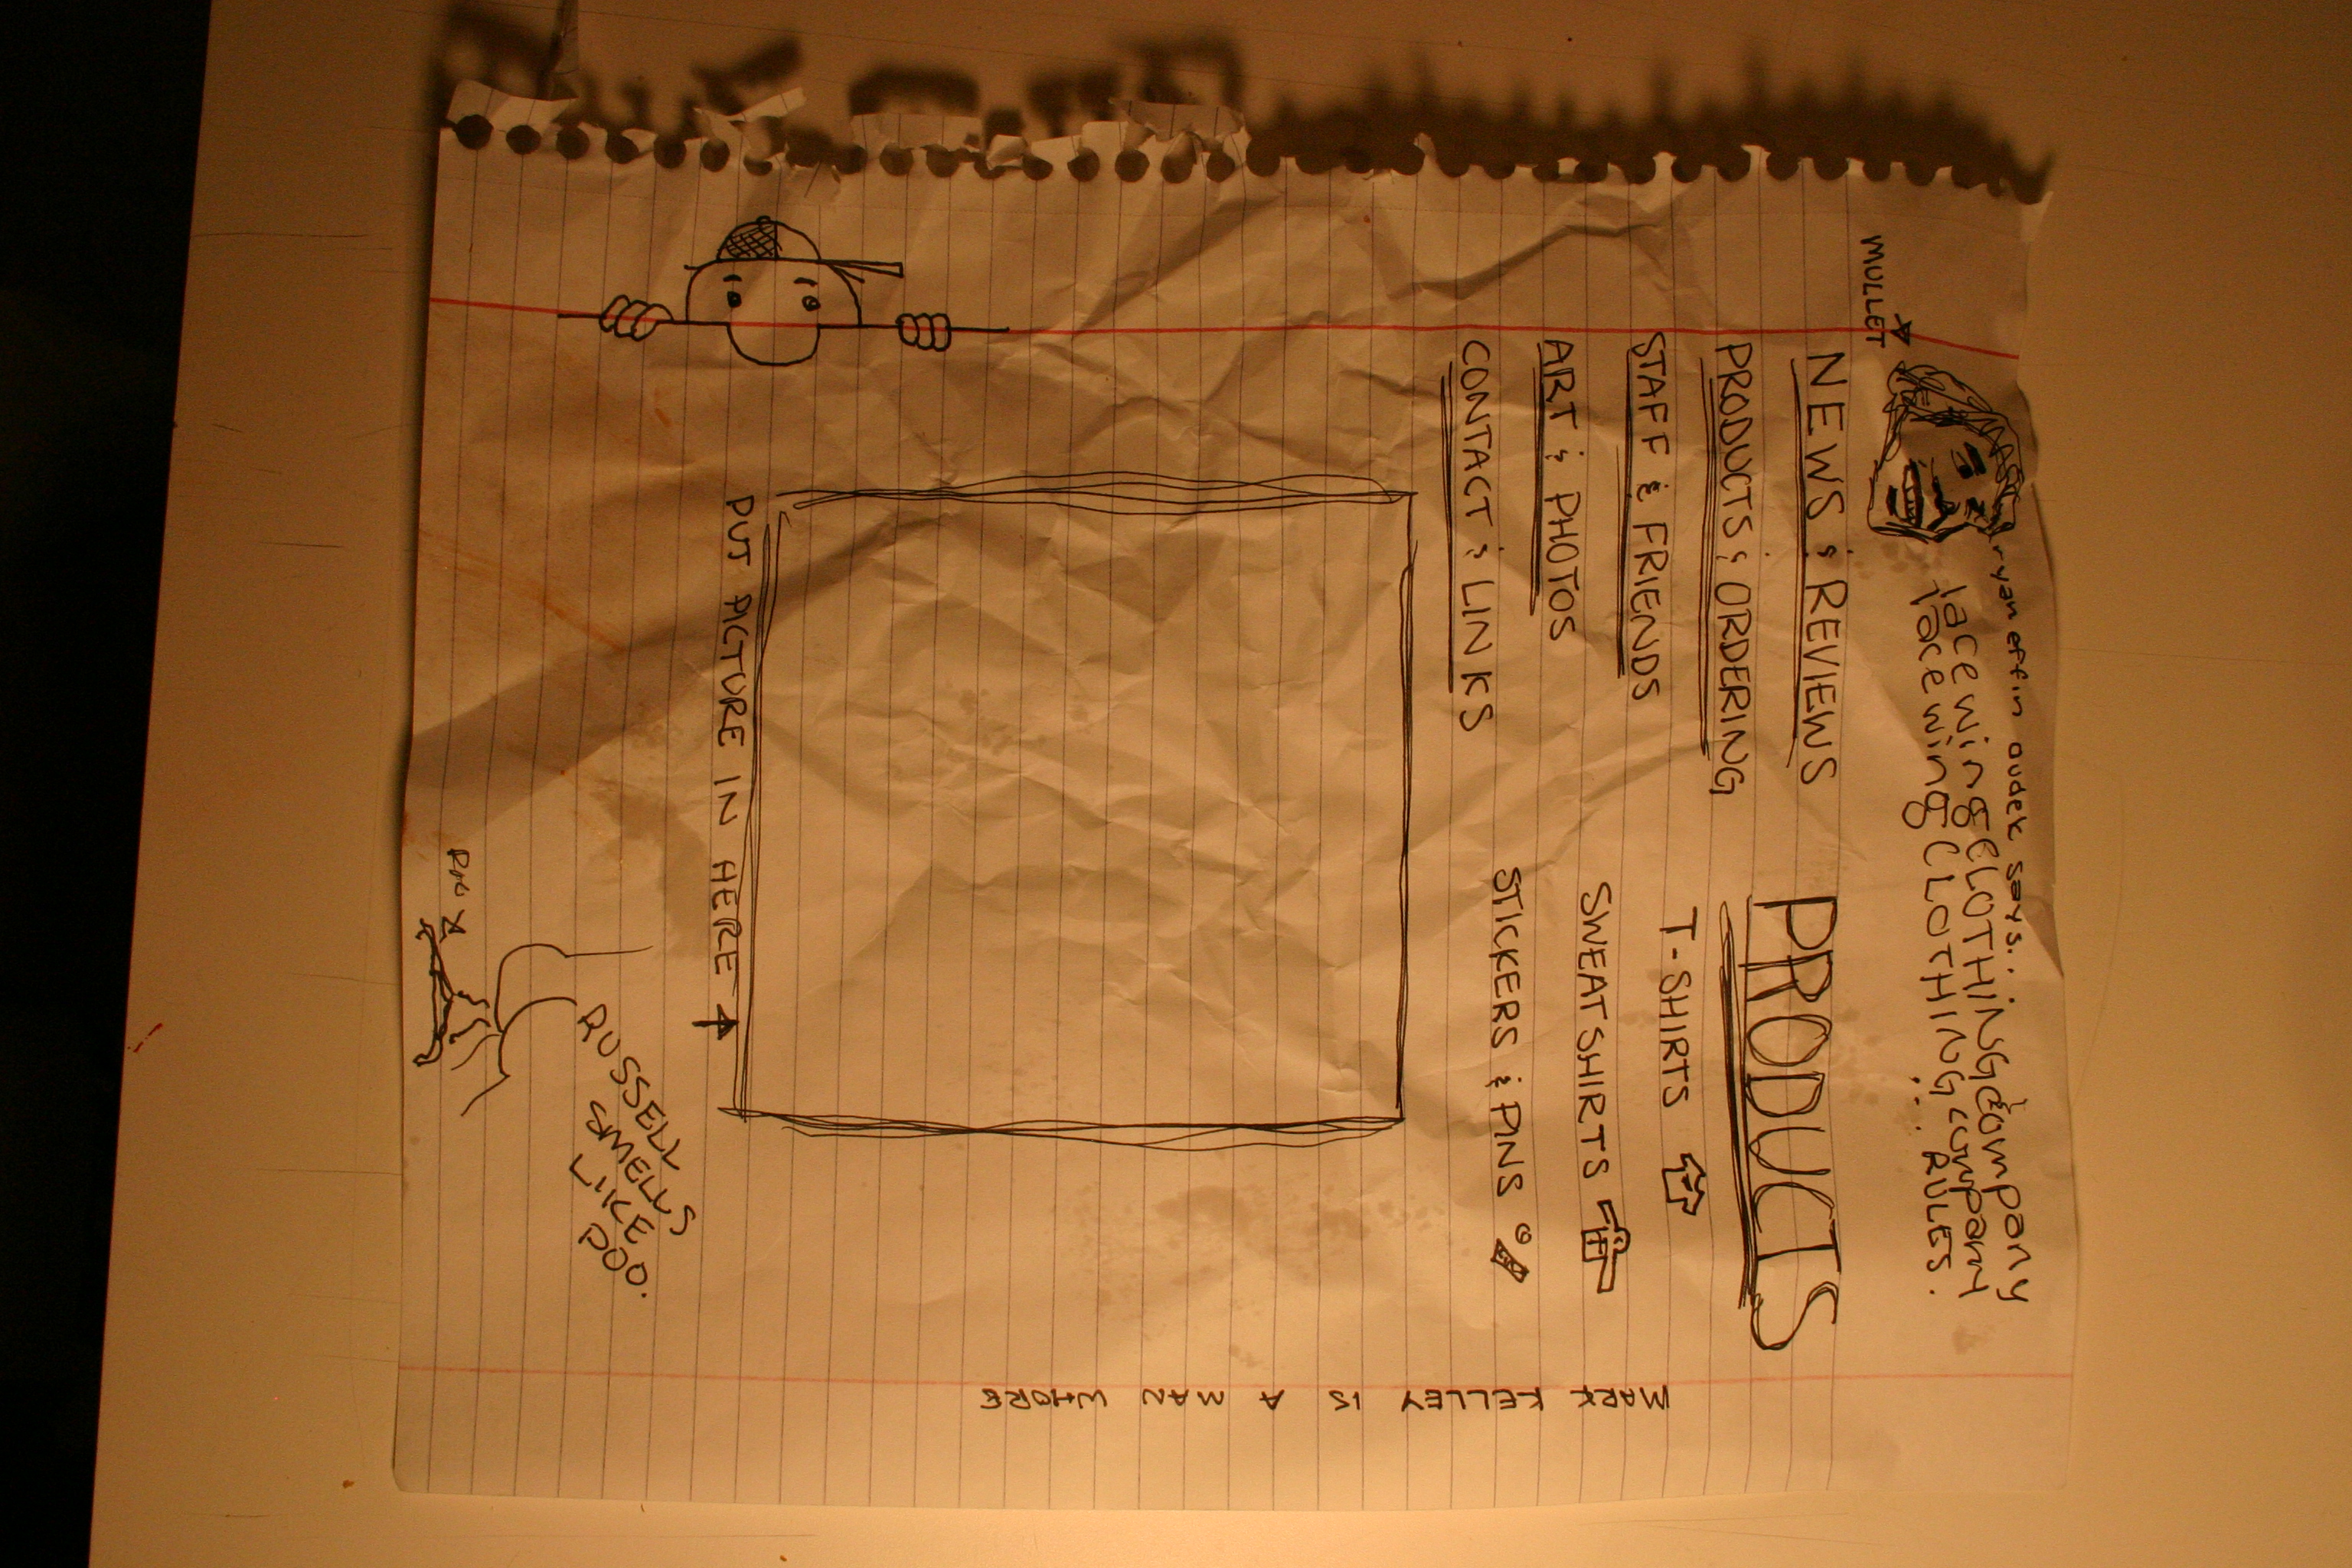 MULLET
ryan effin oudek says...
lacewing CLOTHING company
lacewing CLOTHING company
... RULES.
NEWS & REVIEWS
PRODUCTS & ORDERING
STAFF & FRIENDS
ART & PHOTOS
CONTACT & LINKS
PRODUCTS
T-SHIRTS
SWEATSHIRTS
STICKERS & PINS
PUT PICTURE IN HERE
RUSSELL
SMELLS
LIKE
POO.
MARK KELLEY IS A MAN WHORE